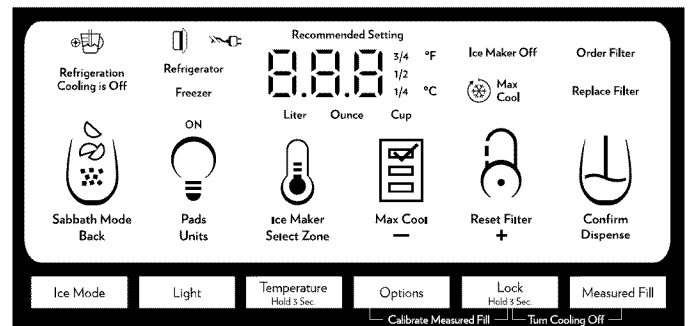 Recommended Setting
8.8.8
3/4 °F
1/2
1/4 °C
Liter Ounce Cup
Refrigeration
Cooling is Off
Refrigerator
Freezer
Ice Maker Off
Order Filter
Max
Cool
Replace Filter
ON
Sabbath Mode
Back
Pads
Units
Ice Maker
Select Zone
Max Cool
–
Reset Filter
+
Confirm
Dispense
Ice Mode
Light
Temperature
Hold 3 Sec.
Options
Lock
Hold 3 Sec.
Measured Fill
Calibrate Measured Fill
Turn Cooling Off